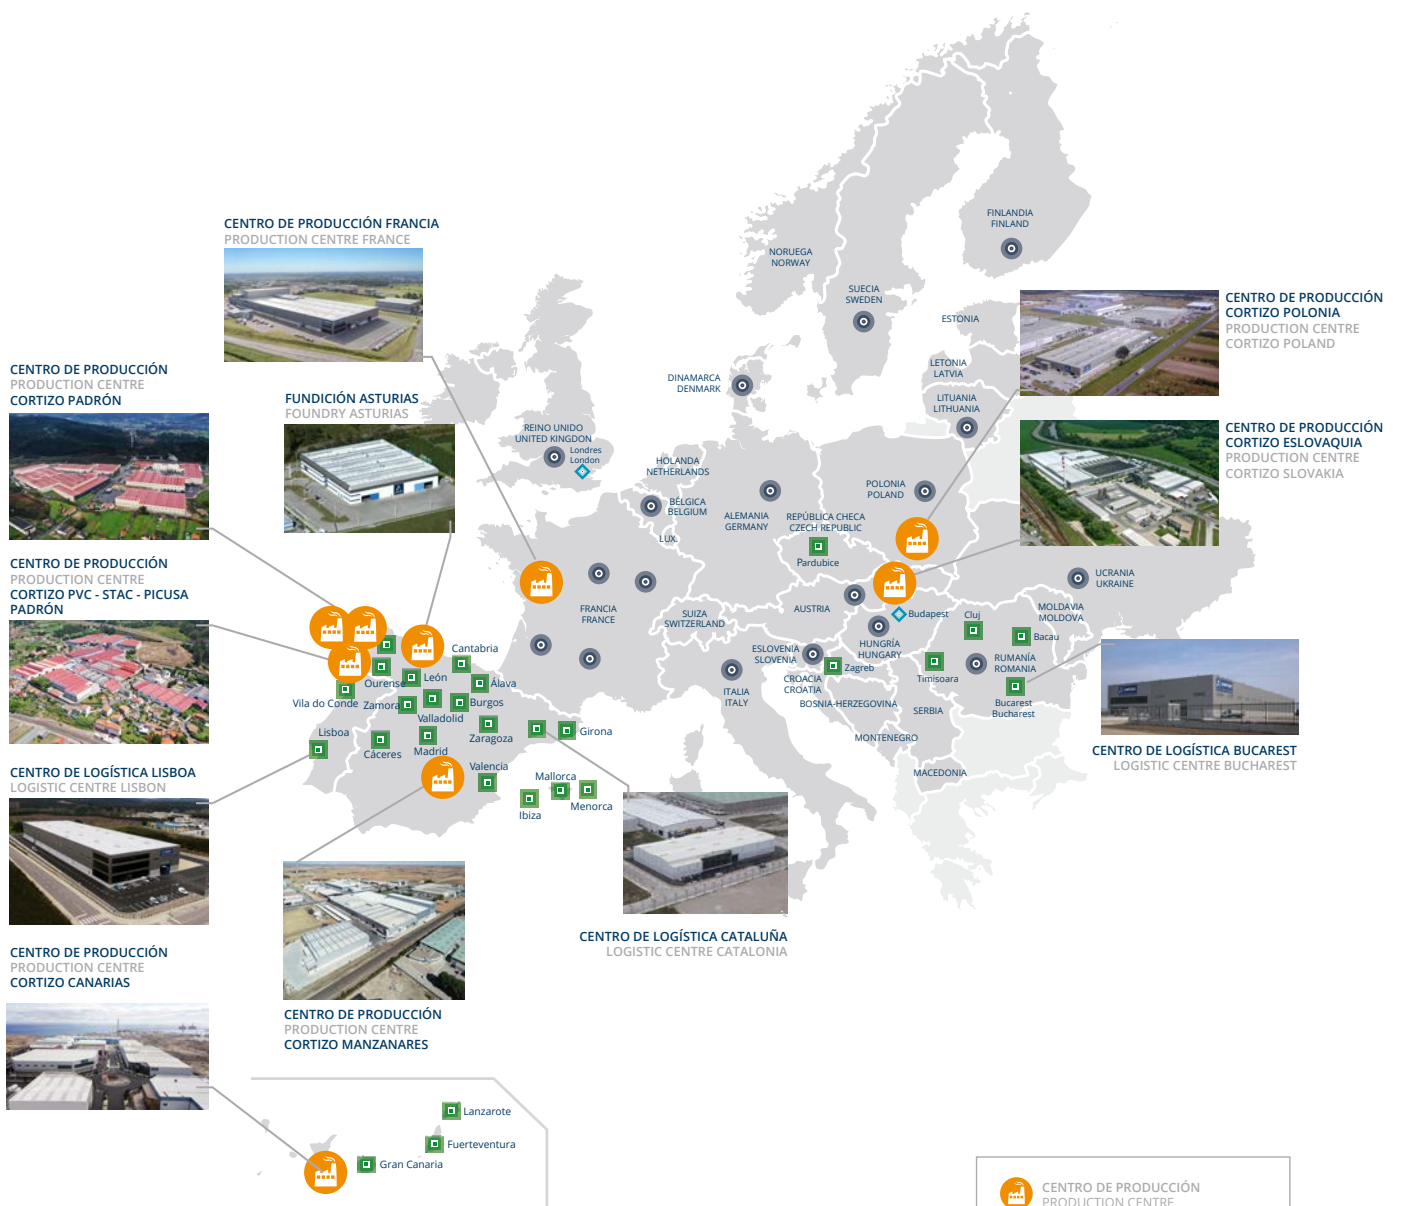 CENTRO DE PRODUCCIÓN FRANCIA
PRODUCTION CENTRE FRANCE
CENTRO DE PRODUCCIÓN
PRODUCTION CENTRE
CORTIZO PADRÓN
FUNDICIÓN ASTURIAS
FOUNDRY ASTURIAS
CENTRO DE PRODUCCIÓN
PRODUCTION CENTRE
CORTIZO PVC - STAC - PICUSA
PADRÓN
CENTRO DE LOGÍSTICA LISBOA
LOGISTIC CENTRE LISBON
CENTRO DE PRODUCCIÓN
PRODUCTION CENTRE
CORTIZO CANARIAS
CENTRO DE PRODUCCIÓN
PRODUCTION CENTRE
CORTIZO MANZANARES
CENTRO DE LOGÍSTICA CATALUÑA
LOGISTIC CENTRE CATALONIA
CENTRO DE PRODUCCIÓN
CORTIZO POLONIA
PRODUCTION CENTRE
CORTIZO POLAND
CENTRO DE PRODUCCIÓN
CORTIZO ESLOVAQUIA
PRODUCTION CENTRE
CORTIZO SLOVAKIA
CENTRO DE LOGÍSTICA BUCAREST
LOGISTIC CENTRE BUCHAREST
FINLANDIA
FINLAND
NORUEGA
NORWAY
SUECIA
SWEDEN
ESTONIA
LETONIA
LATVIA
LITUANIA
LITHUANIA
DINAMARCA
DENMARK
REINO UNIDO
UNITED KINGDON
Londres
London
HOLANDA
NETHERLANDS
BÉLGICA
BELGIUM
LUX.
ALEMANIA
GERMANY
POLONIA
POLAND
REPÚBLICA CHECA
CZECH REPUBLIC
Pardubice
UCRANIA
UKRAINE
MOLDAVIA
MOLDOVA
FRANCIA
FRANCE
SUIZA
SWITZERLAND
AUSTRIA
Budapest
HUNGRÍA
HUNGARY
Cluj
Bacau
ESLOVENIA
SLOVENIA
Zagreb
CROACIA
CROATIA
Timisoara
RUMANÍA
ROMANIA
Bucarest
Bucharest
ITALIA
ITALY
BOSNIA-HERZEGOVINA
SERBIA
MONTENEGRO
MACEDONIA
Cantabria
Ourense
León
Álava
Vila do Conde
Zamora
Burgos
Valladolid
Lisboa
Cáceres
Madrid
Zaragoza
Girona
Valencia
Mallorca
Menorca
Ibiza
Lanzarote
Fuerteventura
Gran Canaria
CENTRO DE PRODUCCIÓN
PRODUCTION CENTRE